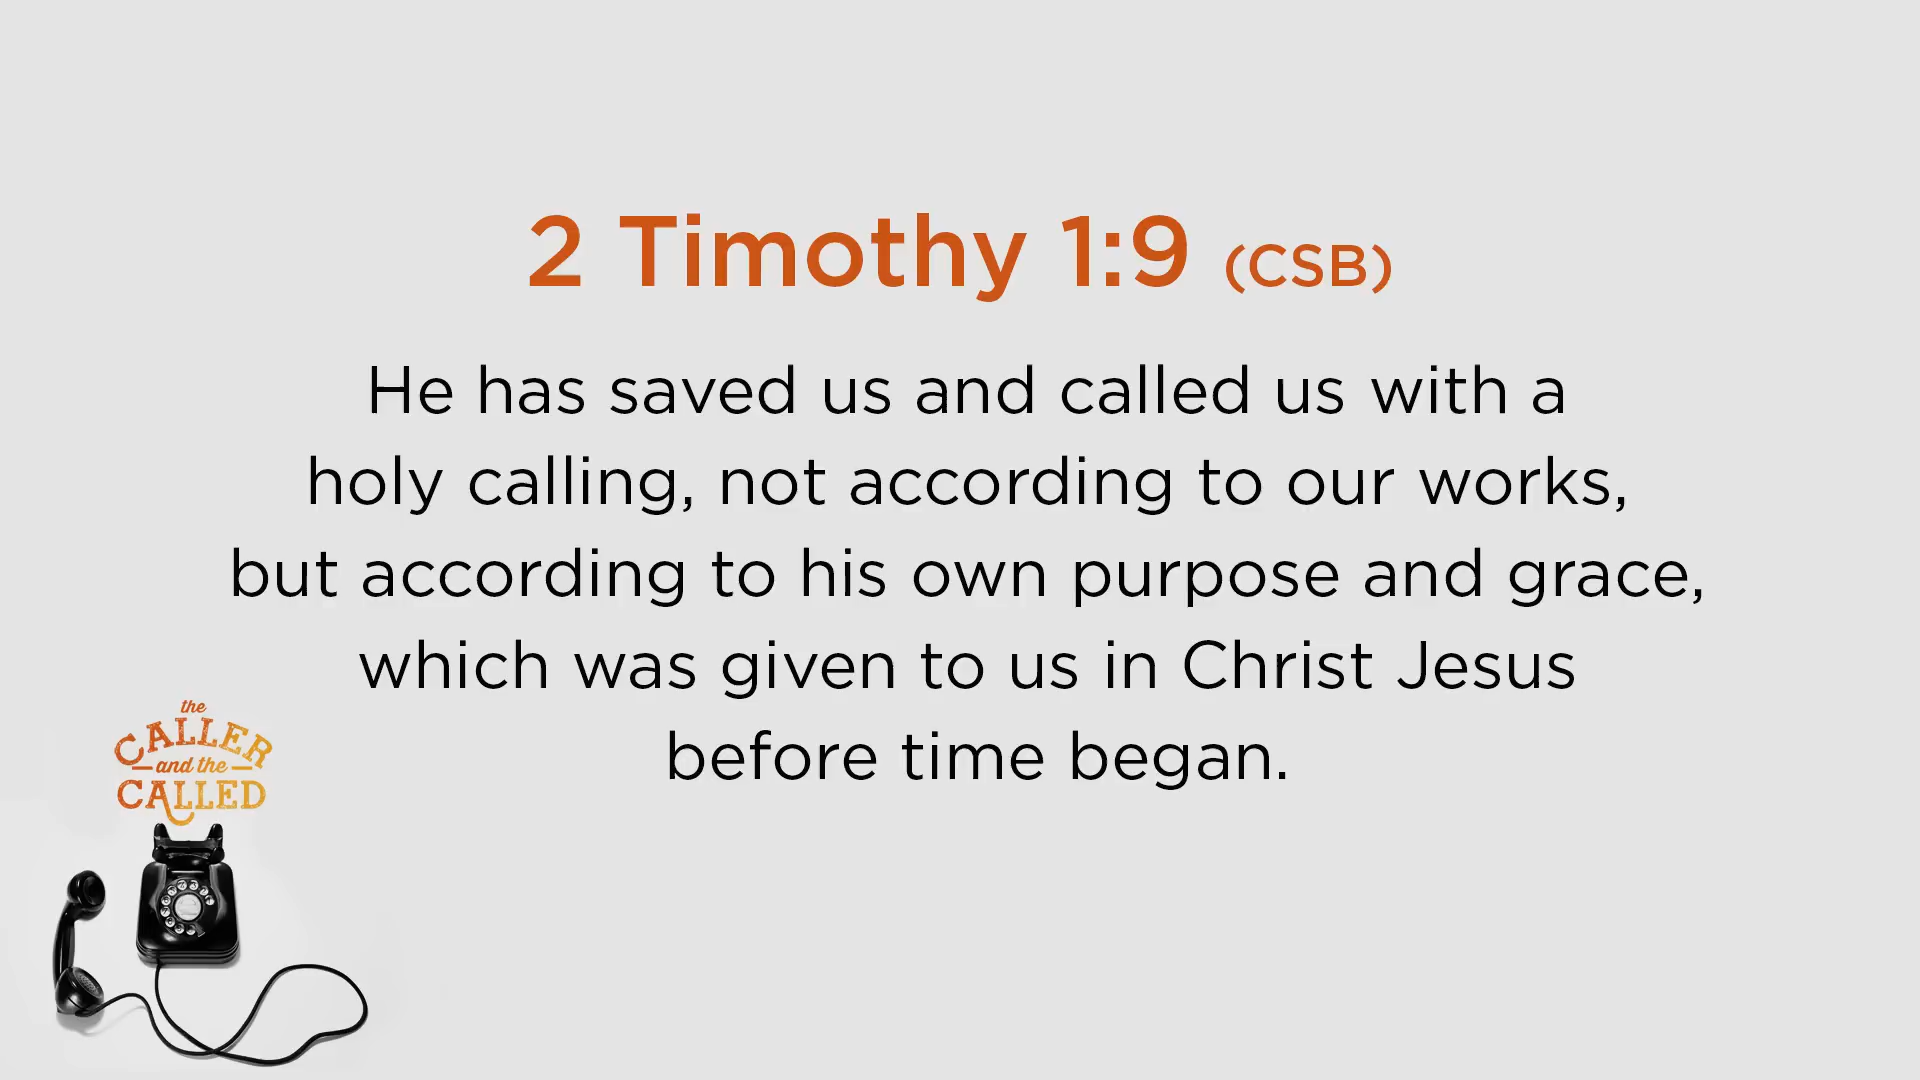 2 Timothy 1:9 (CSB)
He has saved us and called us with a
holy calling, not according to our works,
but according to his own purpose and grace,
which was given to us in Christ Jesus
before time began.
the
CALLER
and the
CALLED